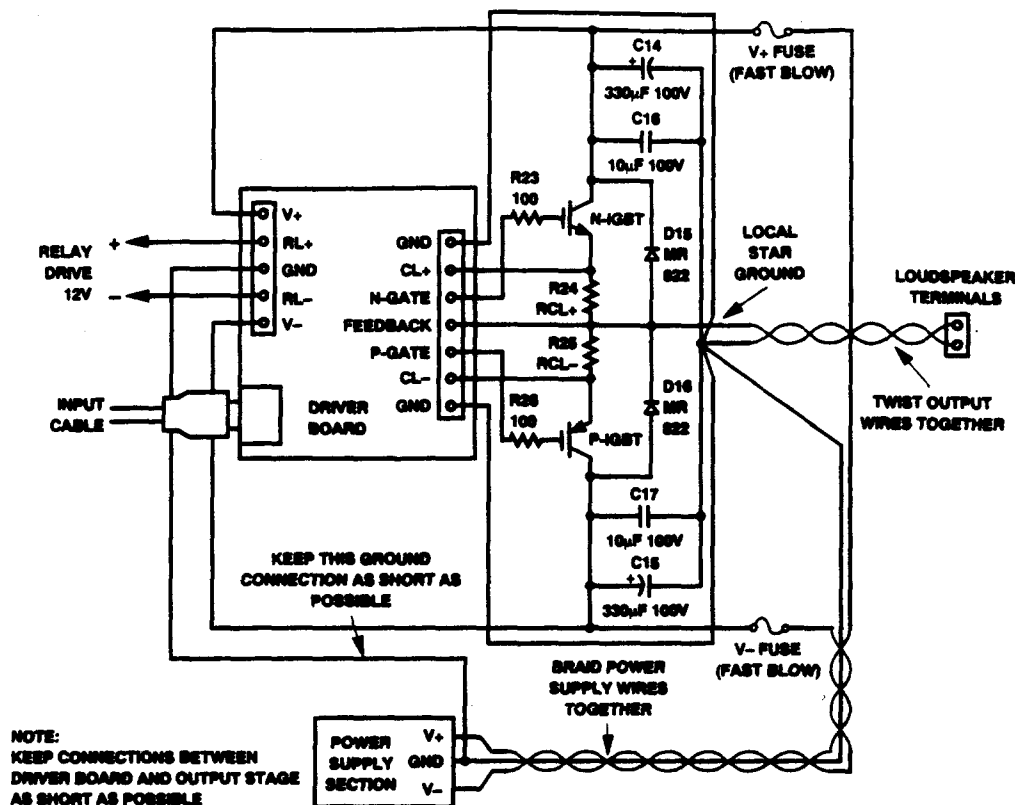 C14
+
330µF 100V
V+ FUSE
(FAST BLOW)
C16
10µF 100V
R23
100
N-IGBT
V+
RL+
GND
RL–
V–
RELAY
DRIVE
12V
+
–
GND
CL+
N-GATE
FEEDBACK
P-GATE
CL–
GND
R24
RCL+
R25
RCL–
D15
MR
822
LOCAL
STAR
GROUND
LOUDSPEAKER
TERMINALS
INPUT
CABLE
DRIVER
BOARD
R26
100
P-IGBT
D16
MR
822
TWIST OUTPUT
WIRES TOGETHER
C17
10µF 100V
C15
+
330µF 100V
KEEP THIS GROUND
CONNECTION AS SHORT AS
POSSIBLE
V– FUSE
(FAST BLOW)
BRAID POWER
SUPPLY WIRES
TOGETHER
NOTE:
KEEP CONNECTIONS BETWEEN
DRIVER BOARD AND OUTPUT STAGE
AS SHORT AS POSSIBLE
POWER
SUPPLY
SECTION
V+
GND
V–